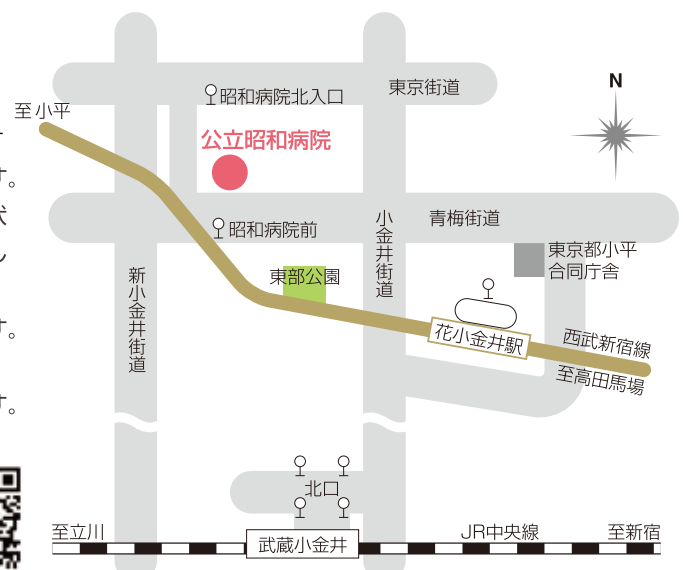 N
東京街道
昭和病院北入口
至小平
公立昭和病院
す。
青梅街道
小金井街道
昭和病院前
東京都小平
合同庁舎
東部公園
新小金井街道
す。
花小金井駅
西武新宿線
至高田馬場
す。
北口
至立川
武蔵小金井
JR中央線
至新宿